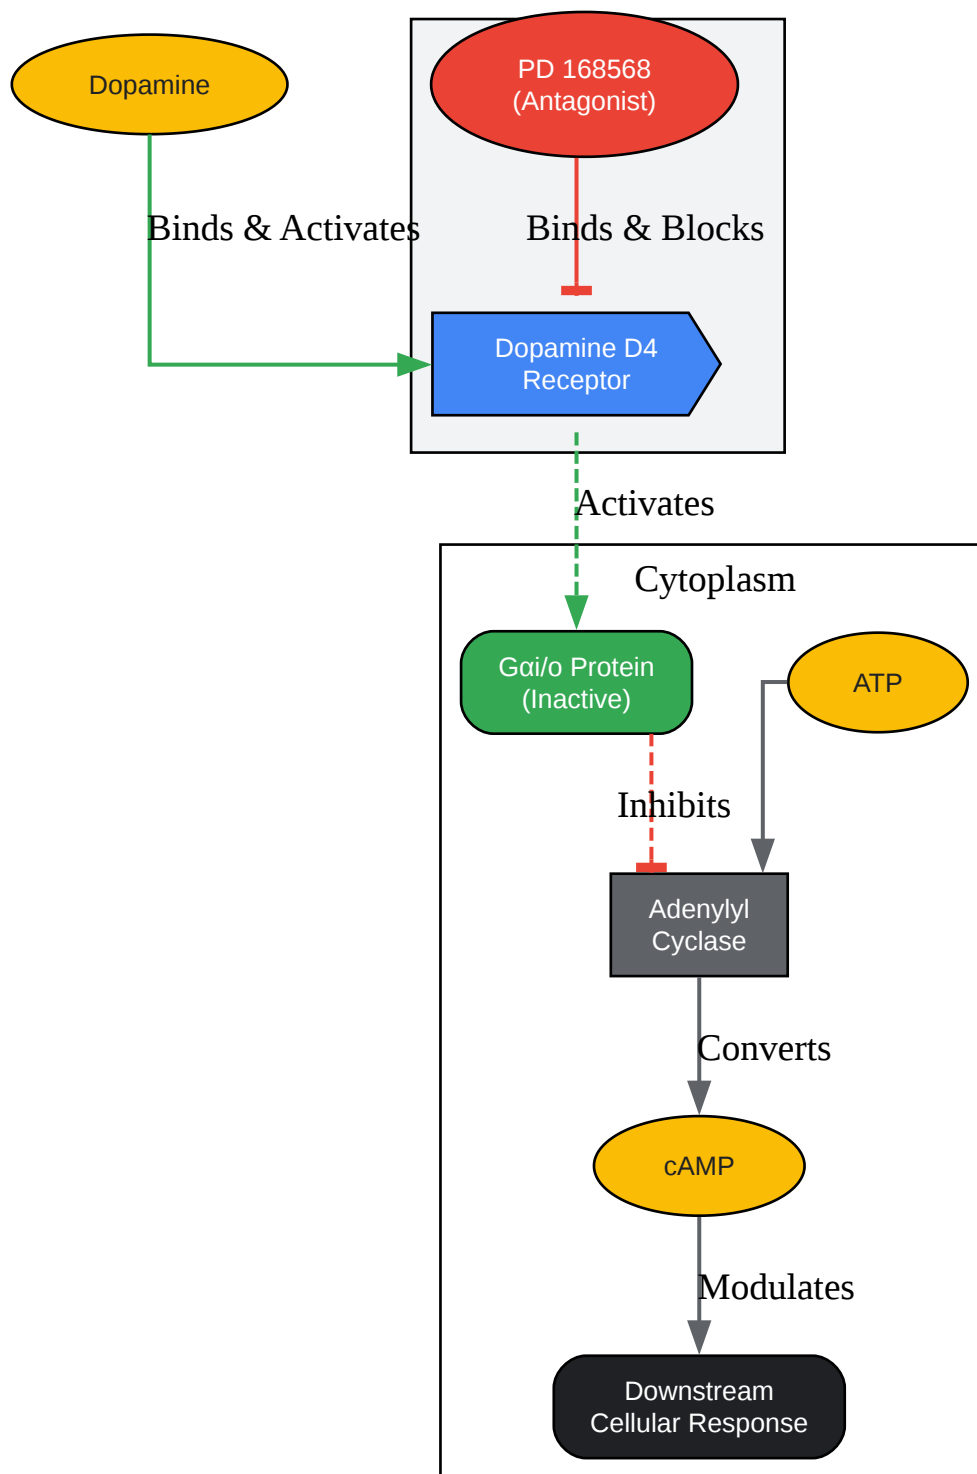 Dopamine
PD 168568
(Antagonist)
Binds & Activates
Binds & Blocks
Dopamine D4
Receptor
Activates
Cytoplasm
Gαi/o Protein
(Inactive)
ATP
Inhibits
Adenylyl
Cyclase
Converts
cAMP
Modulates
Downstream
Cellular Response